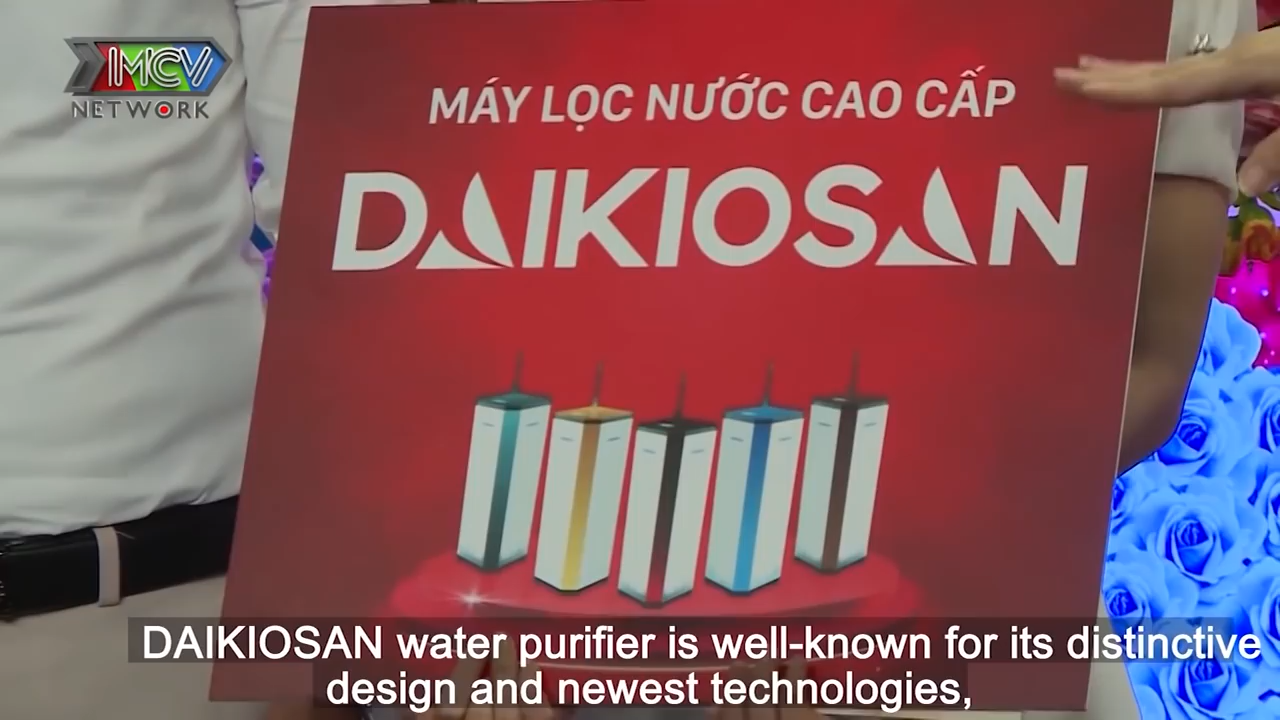 MCV
NETWORK
MÁY LỌC NƯỚC CAO CẤP
DAIKIOSAN
DAIKIOSAN water purifier is well-known for its distinctive
design and newest technologies,